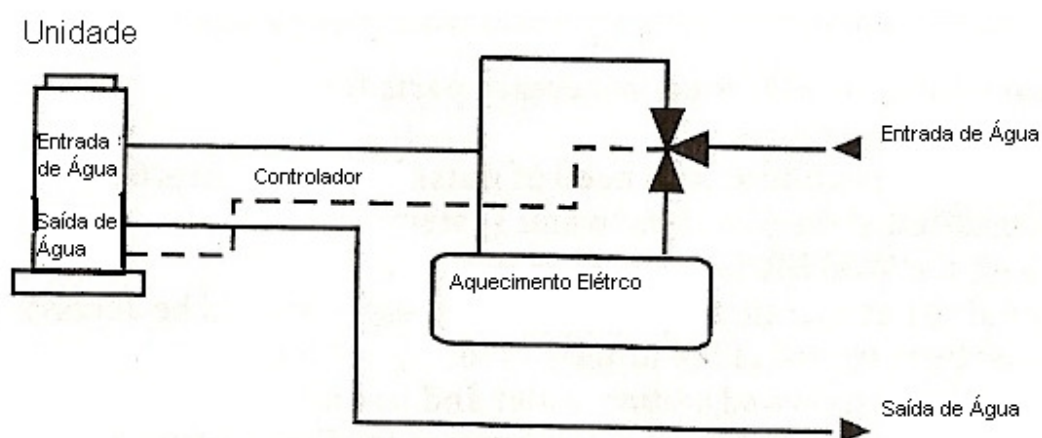 Unidade
Entrada
de Água
Entrada de Água
Controlador
Saída de
Água
Aquecimento Elétrco
Saída de Água